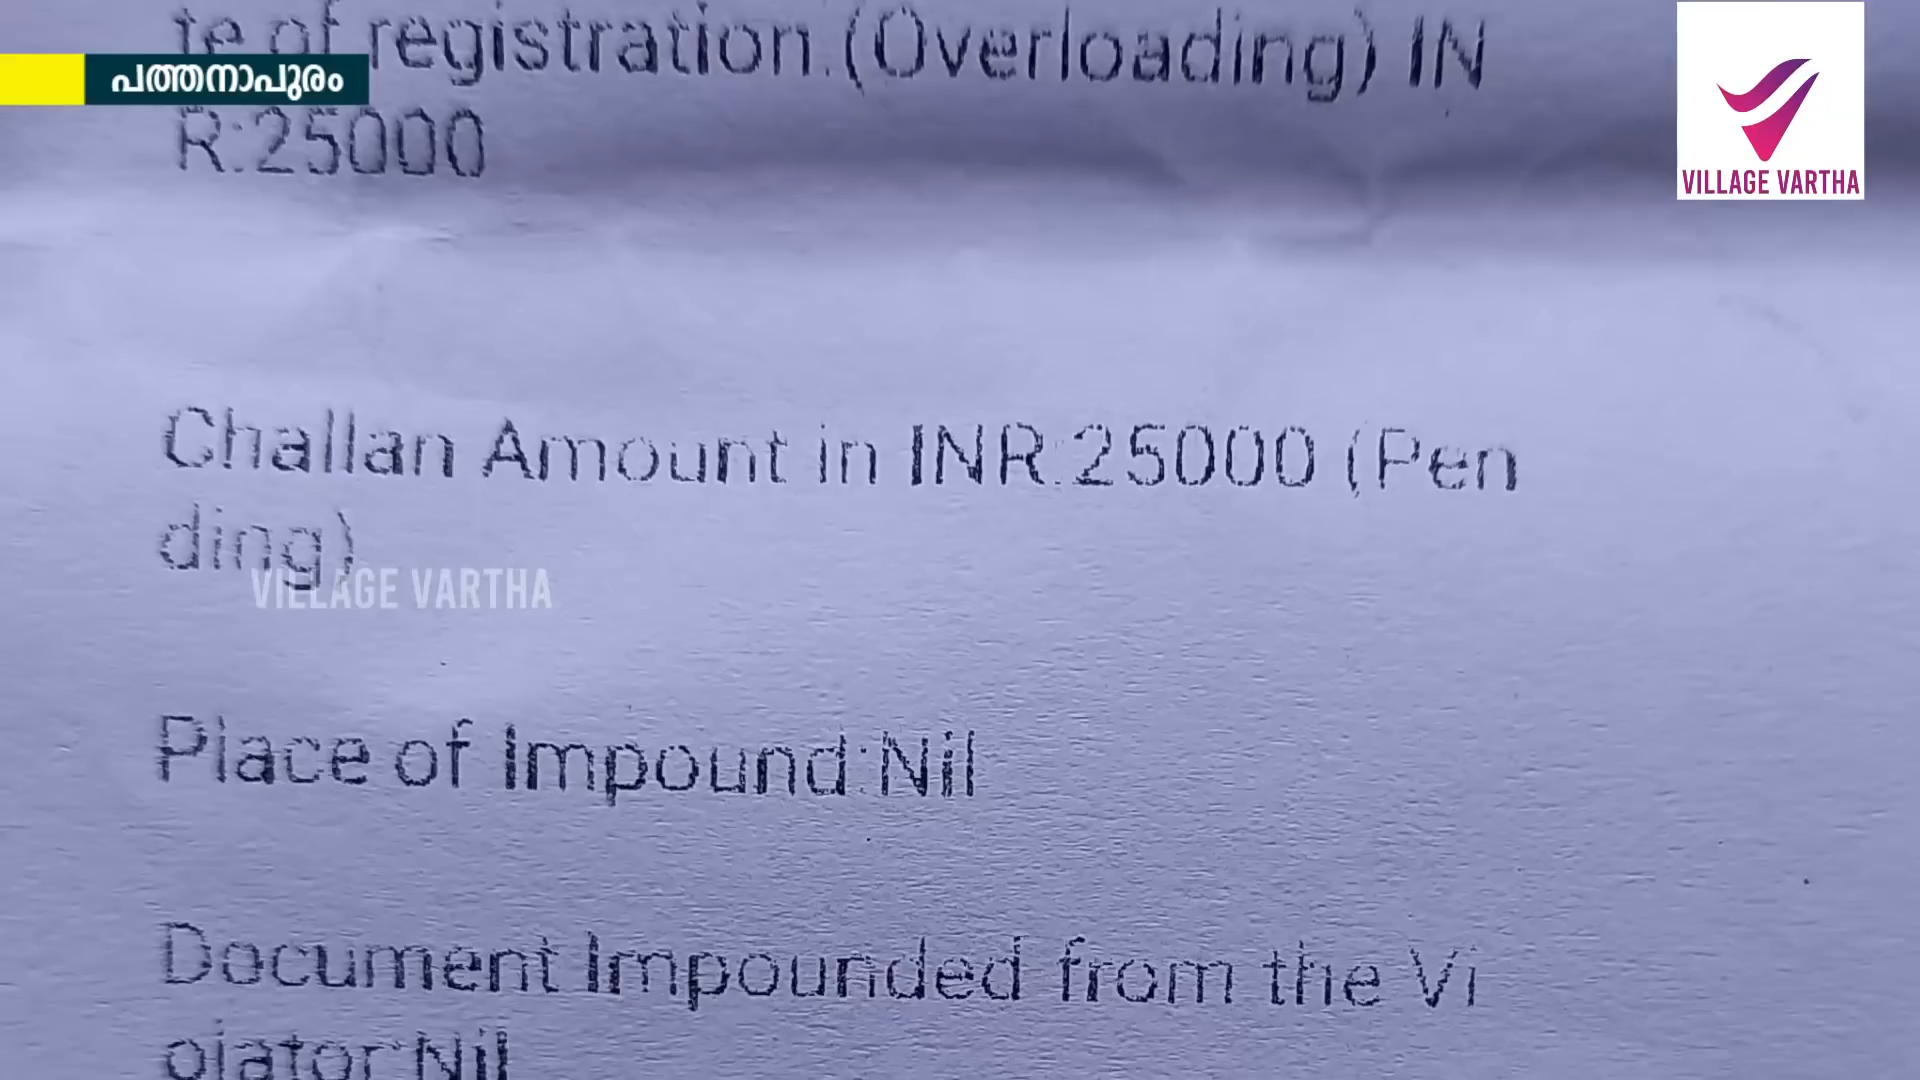 te of registration.(Overloading) IN
പത്തനാപുരം
R:25000
VILLAGE VARTHA
Challan Amount in INR:25000 (Pen
ding)
VILLAGE VARTHA
Place of Impound:Nil
Document Impounded from the Vi
olator:Nil